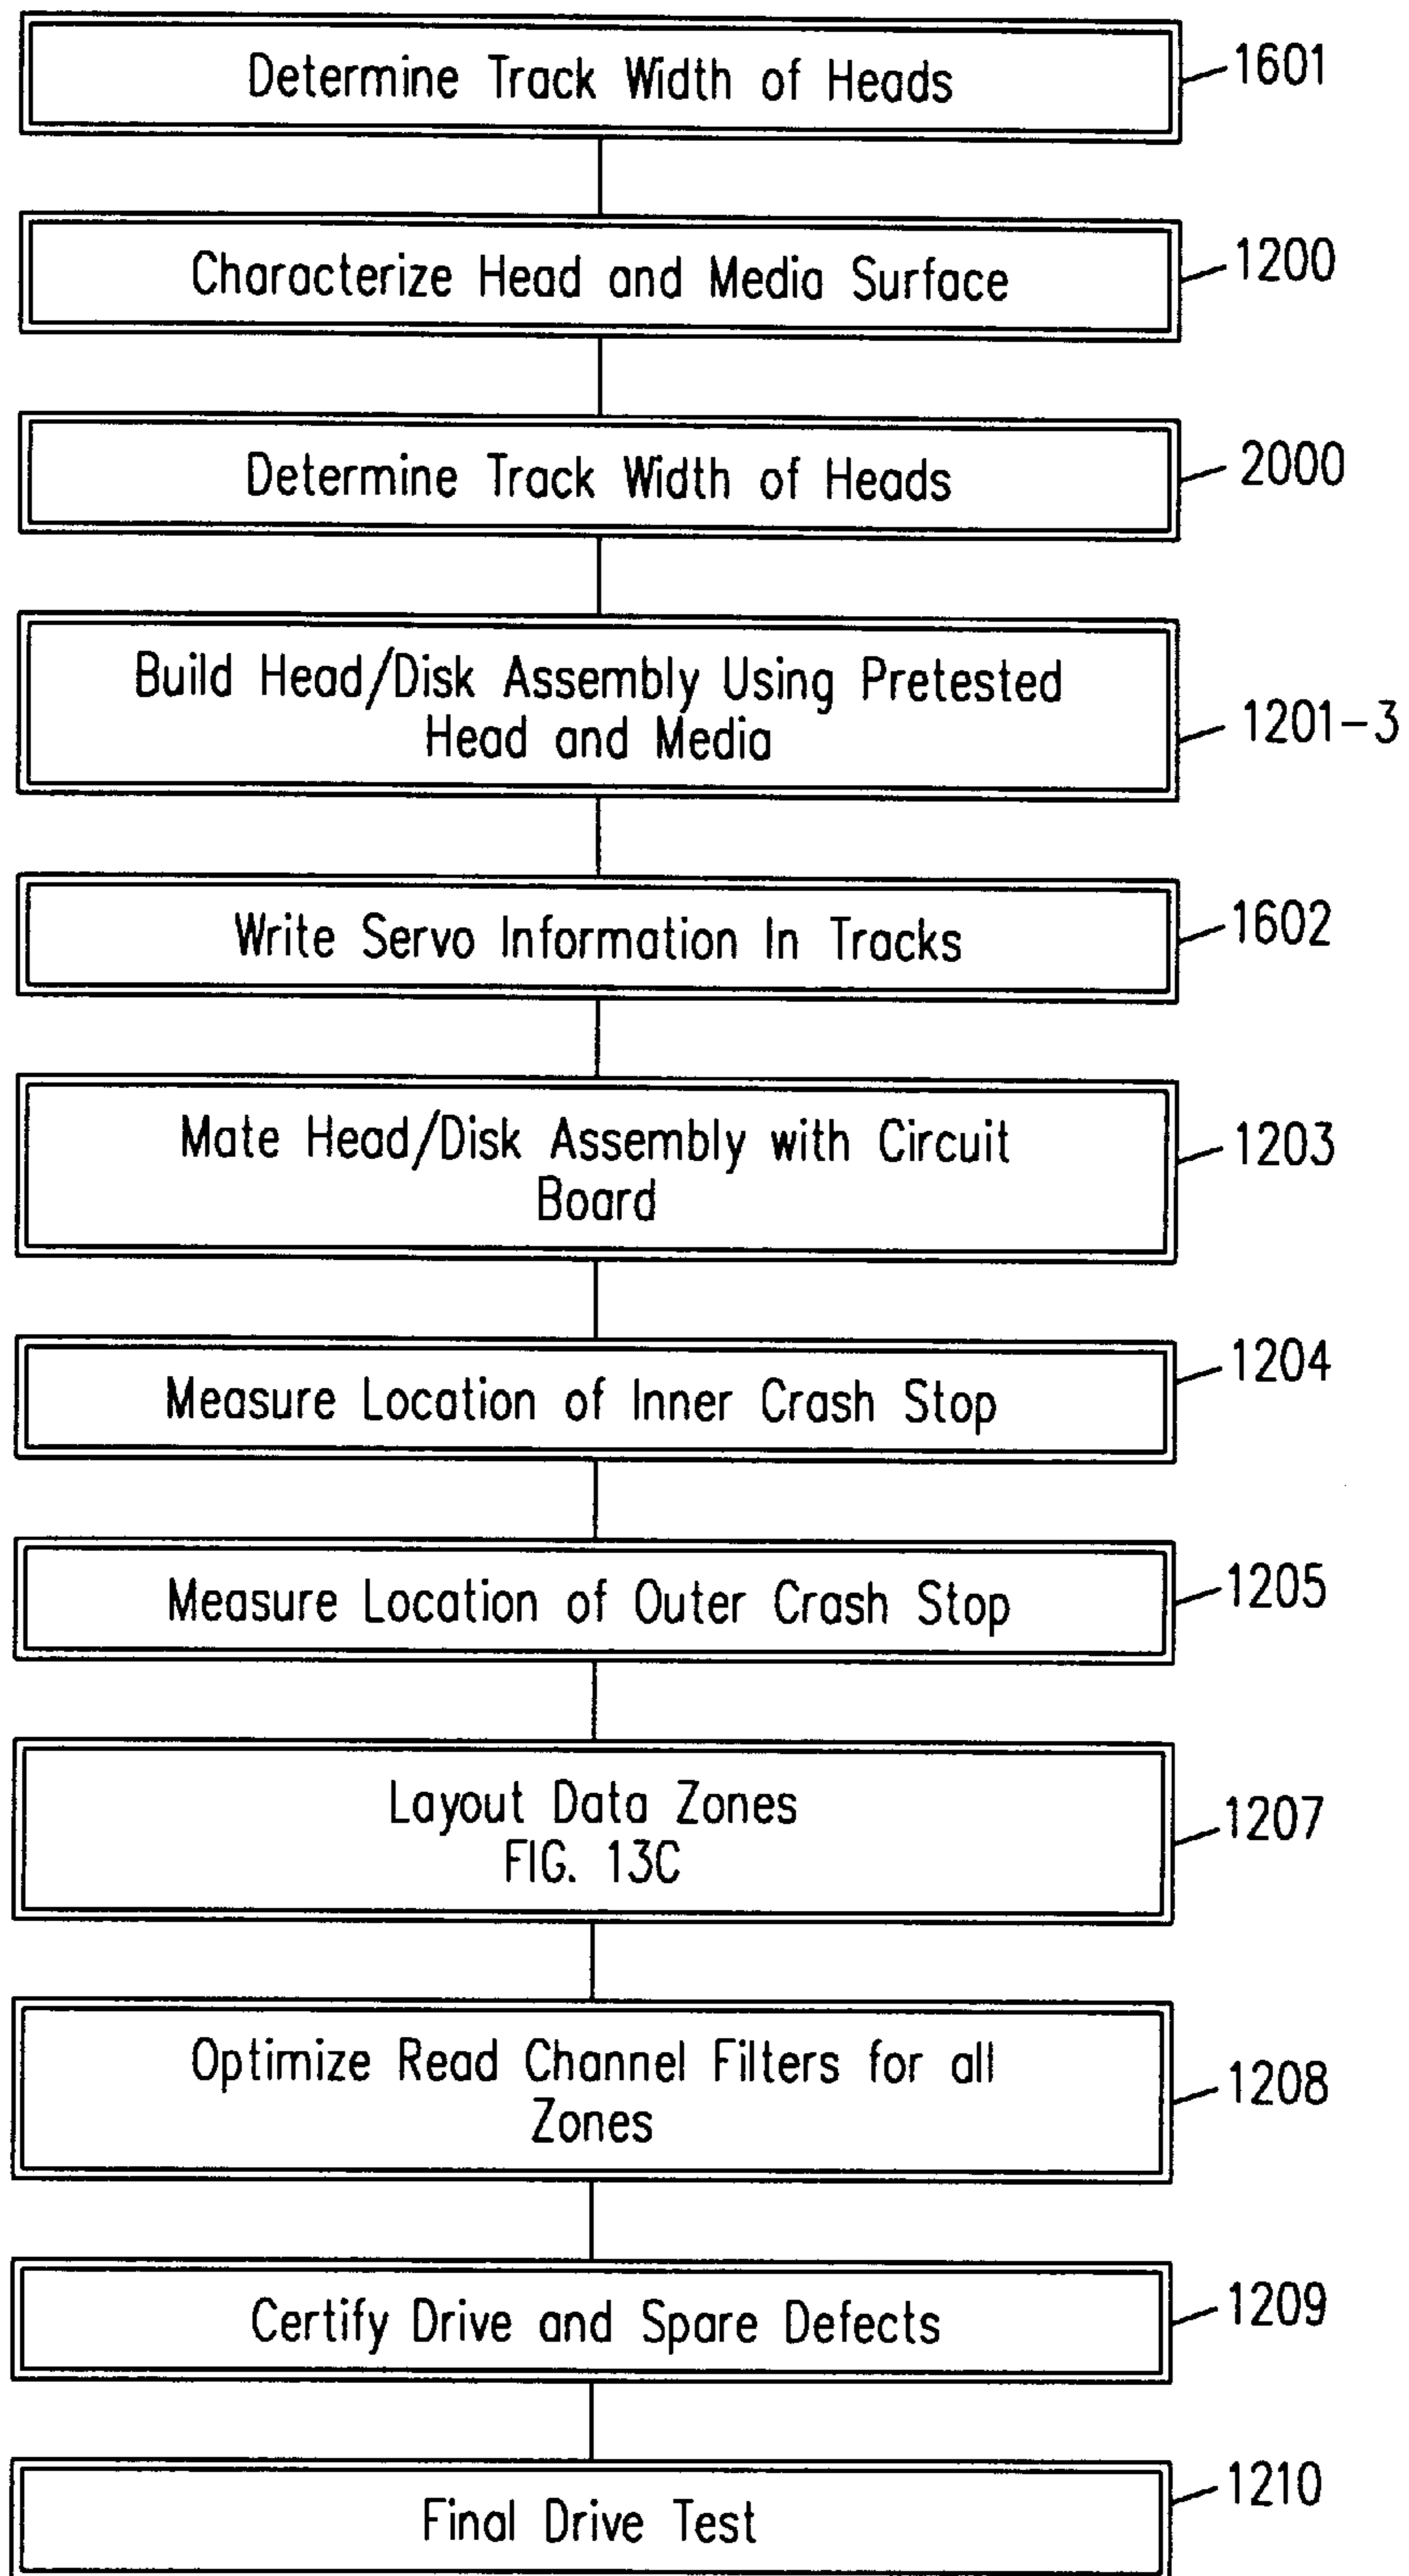 Determine Track Width of Heads
1601
Characterize Head and Media Surface
1200
Determine Track Width of Heads
2000
Build Head/Disk Assembly Using Pretested
Head and Media
1201-3
Write Servo Information In Tracks
1602
Mate Head/Disk Assembly with Circuit
Board
1203
Measure Location of Inner Crash Stop
1204
Measure Location of Outer Crash Stop
1205
Layout Data Zones
FIG. 13C
1207
Optimize Read Channel Filters for all
Zones
1208
Certify Drive and Spare Defects
1209
Final Drive Test
1210